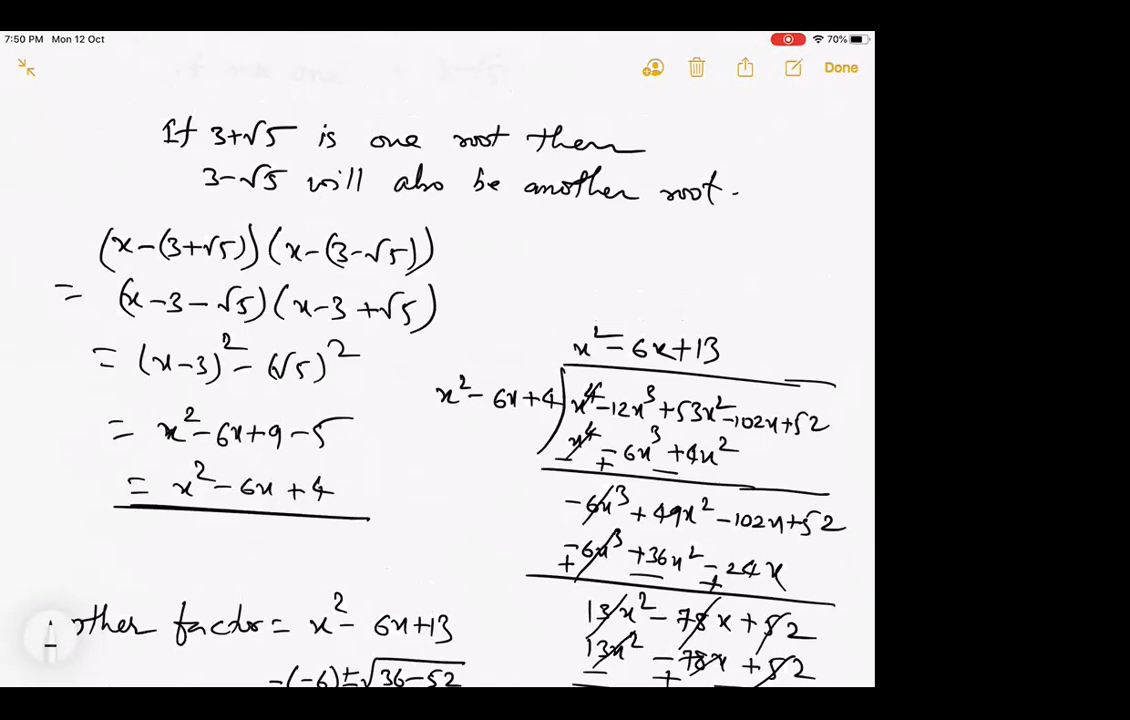 7:50 PM Mon 12 Oct
70%
Done
If 3+√5 is one root then
3-√5 will also be another root.
(x-(3+√5))(x-(3-√5))
= (x-3-√5)(x-3+√5)
= (x-3)² - (√5)²
= x²-6x+9-5
= x²-6x+4
x²-6x+13
x²-6x+4 x⁴-12x³+53x²-102x+52
x⁴-6x³+4x²
- + -
-6x³+49x²-102x+52
-6x³+36x²-24x
+ - +
13x²-78x+52
13x²-78x+52
- +
other factor = x²-6x+13
-(-6)±√36-52